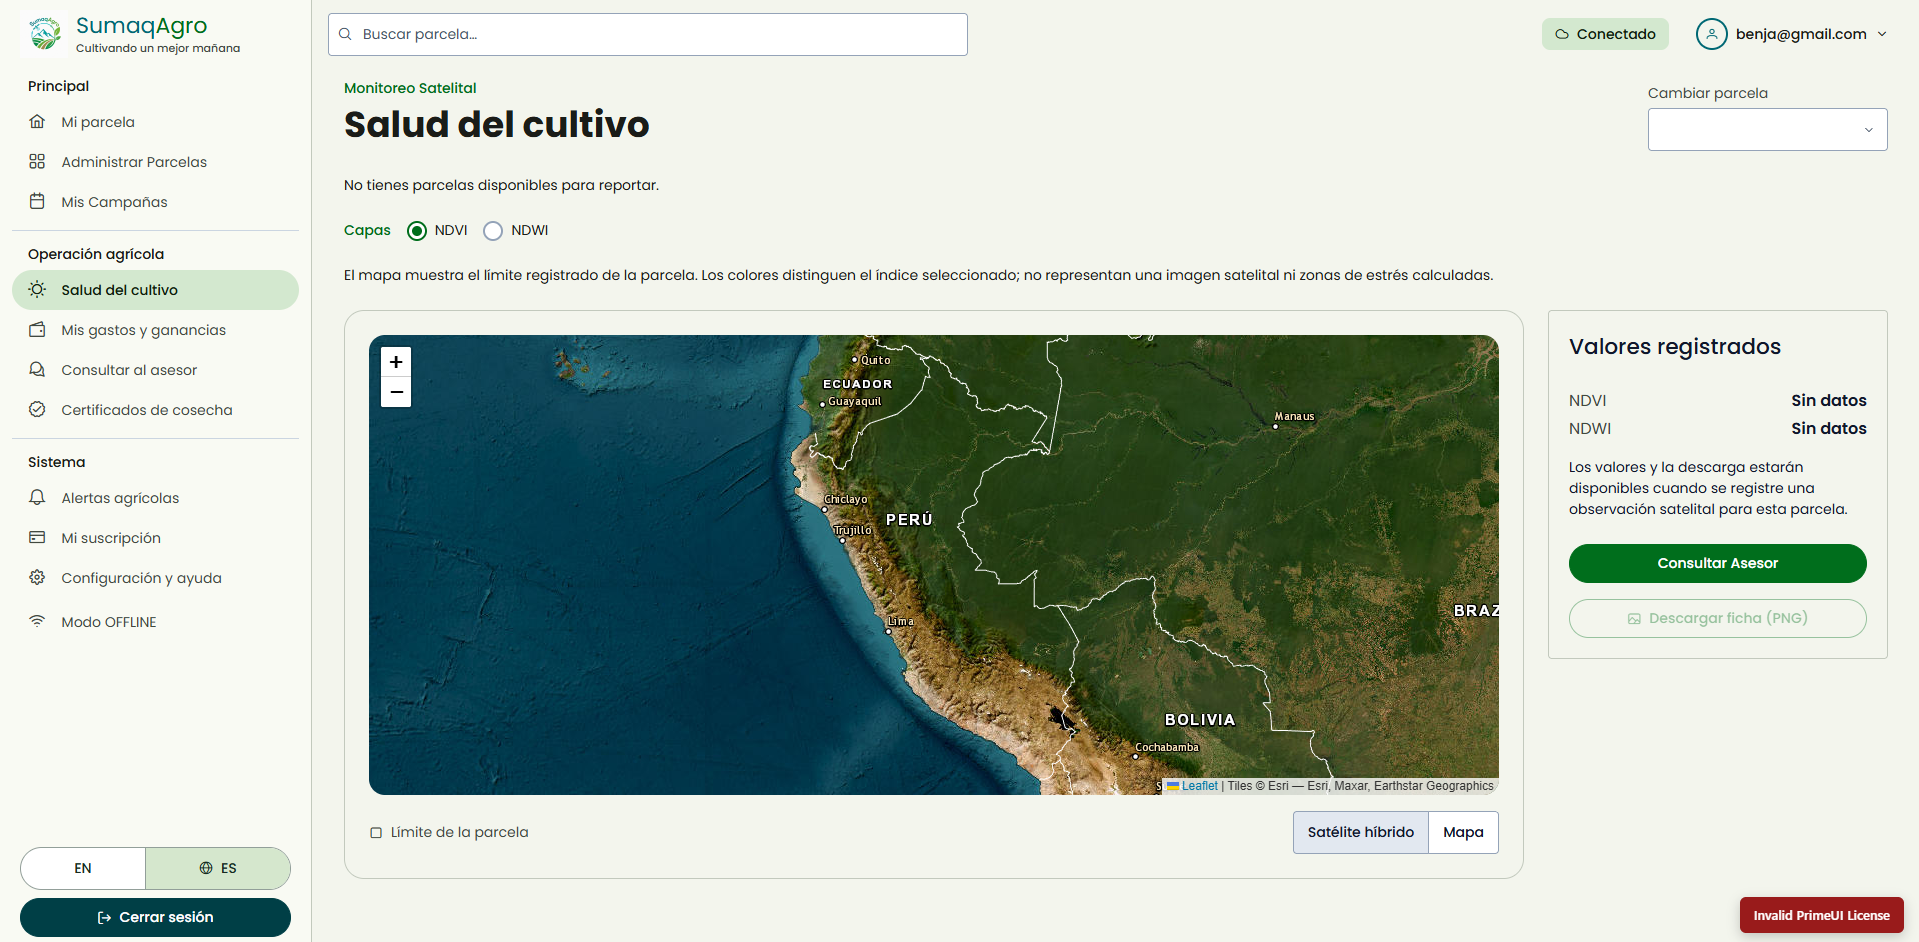 SumaqAgro
Cultivando un mejor mañana
Buscar parcela...
Conectado
benja@gmail.com
Principal
Mi parcela
Administrar Parcelas
Mis Campañas
Operación agrícola
Salud del cultivo
Mis gastos y ganancias
Consultar al asesor
Certificados de cosecha
Sistema
Alertas agrícolas
Mi suscripción
Configuración y ayuda
Modo OFFLINE
EN
ES
Cerrar sesión
Monitoreo Satelital
Salud del cultivo
Cambiar parcela
No tienes parcelas disponibles para reportar.
Capas NDVI NDWI
El mapa muestra el límite registrado de la parcela. Los colores distinguen el índice seleccionado; no representan una imagen satelital ni zonas de estrés calculadas.
+
−
Quito
ECUADOR
Guayaquil
Manaus
Chiclayo
PERÚ
Trujillo
Lima
BRAZ
BOLIVIA
Cochabamba
S
Leaflet | Tiles © Esri — Esri, Maxar, Earthstar Geographics
Límite de la parcela
Satélite híbrido
Mapa
Valores registrados
NDVI Sin datos
NDWI Sin datos
Los valores y la descarga estarán
disponibles cuando se registre una
observación satelital para esta parcela.
Consultar Asesor
Descargar ficha (PNG)
Invalid PrimeUI License